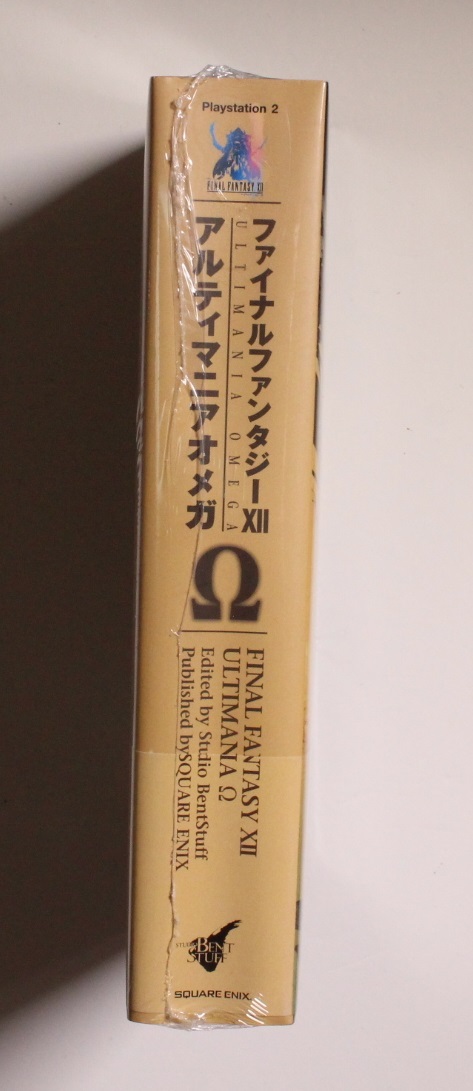 Playstation 2
FINAL FANTASY XII
ファイナルファンタジーXII
ULTIMANIA OMEGA
アルティマニアオメガ
Ω
FINAL FANTASY XII
ULTIMANIA Ω
Edited by Studio BentStuff
Published bySQUARE ENIX
STUDIO BENT
STUFF
SQUARE ENIX.